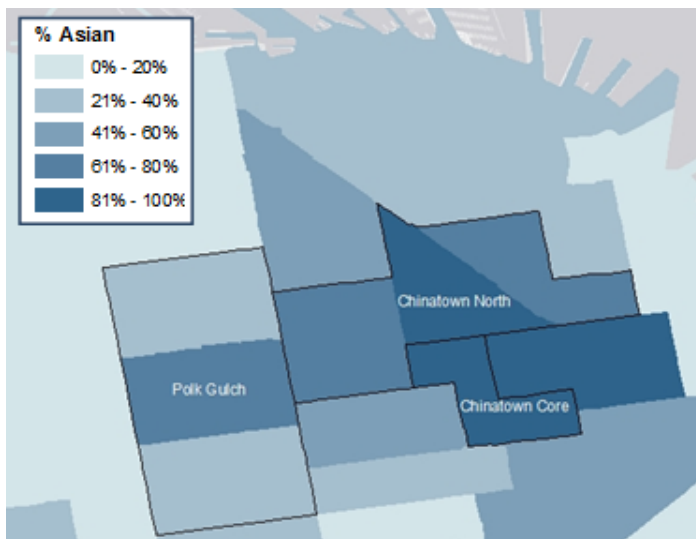 % Asian
0% - 20%
21% - 40%
41% - 60%
61% - 80%
81% - 100%
Chinatown North
Polk Gulch
Chinatown Core